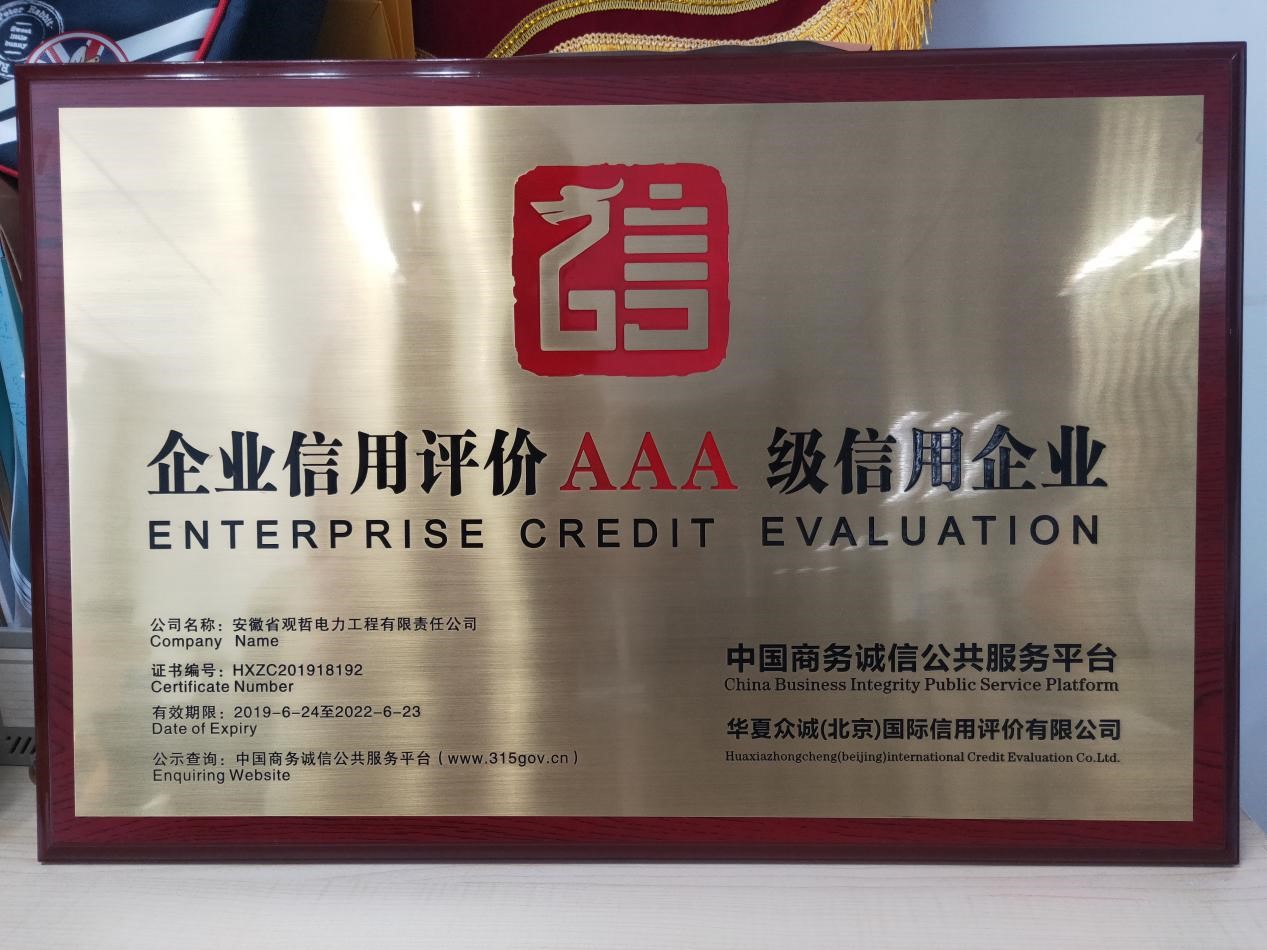 Peter Rabbit
Sweet
little
bunny
信
企业信用评价AAA级信用企业
ENTERPRISE CREDIT EVALUATION
公司名称：安徽省观哲电力工程有限责任公司
Company Name
证书编号：HXZC201918192
Certificate Number
有效期限：2019-6-24至2022-6-23
Date of Expiry
公示查询：中国商务诚信公共服务平台（www.315gov.cn）
Enquiring Website
中国商务诚信公共服务平台
China Business Integrity Public Service Platform
华夏众诚(北京)国际信用评价有限公司
Huaxiazhongcheng(beijing)international Credit Evaluation Co.Ltd.